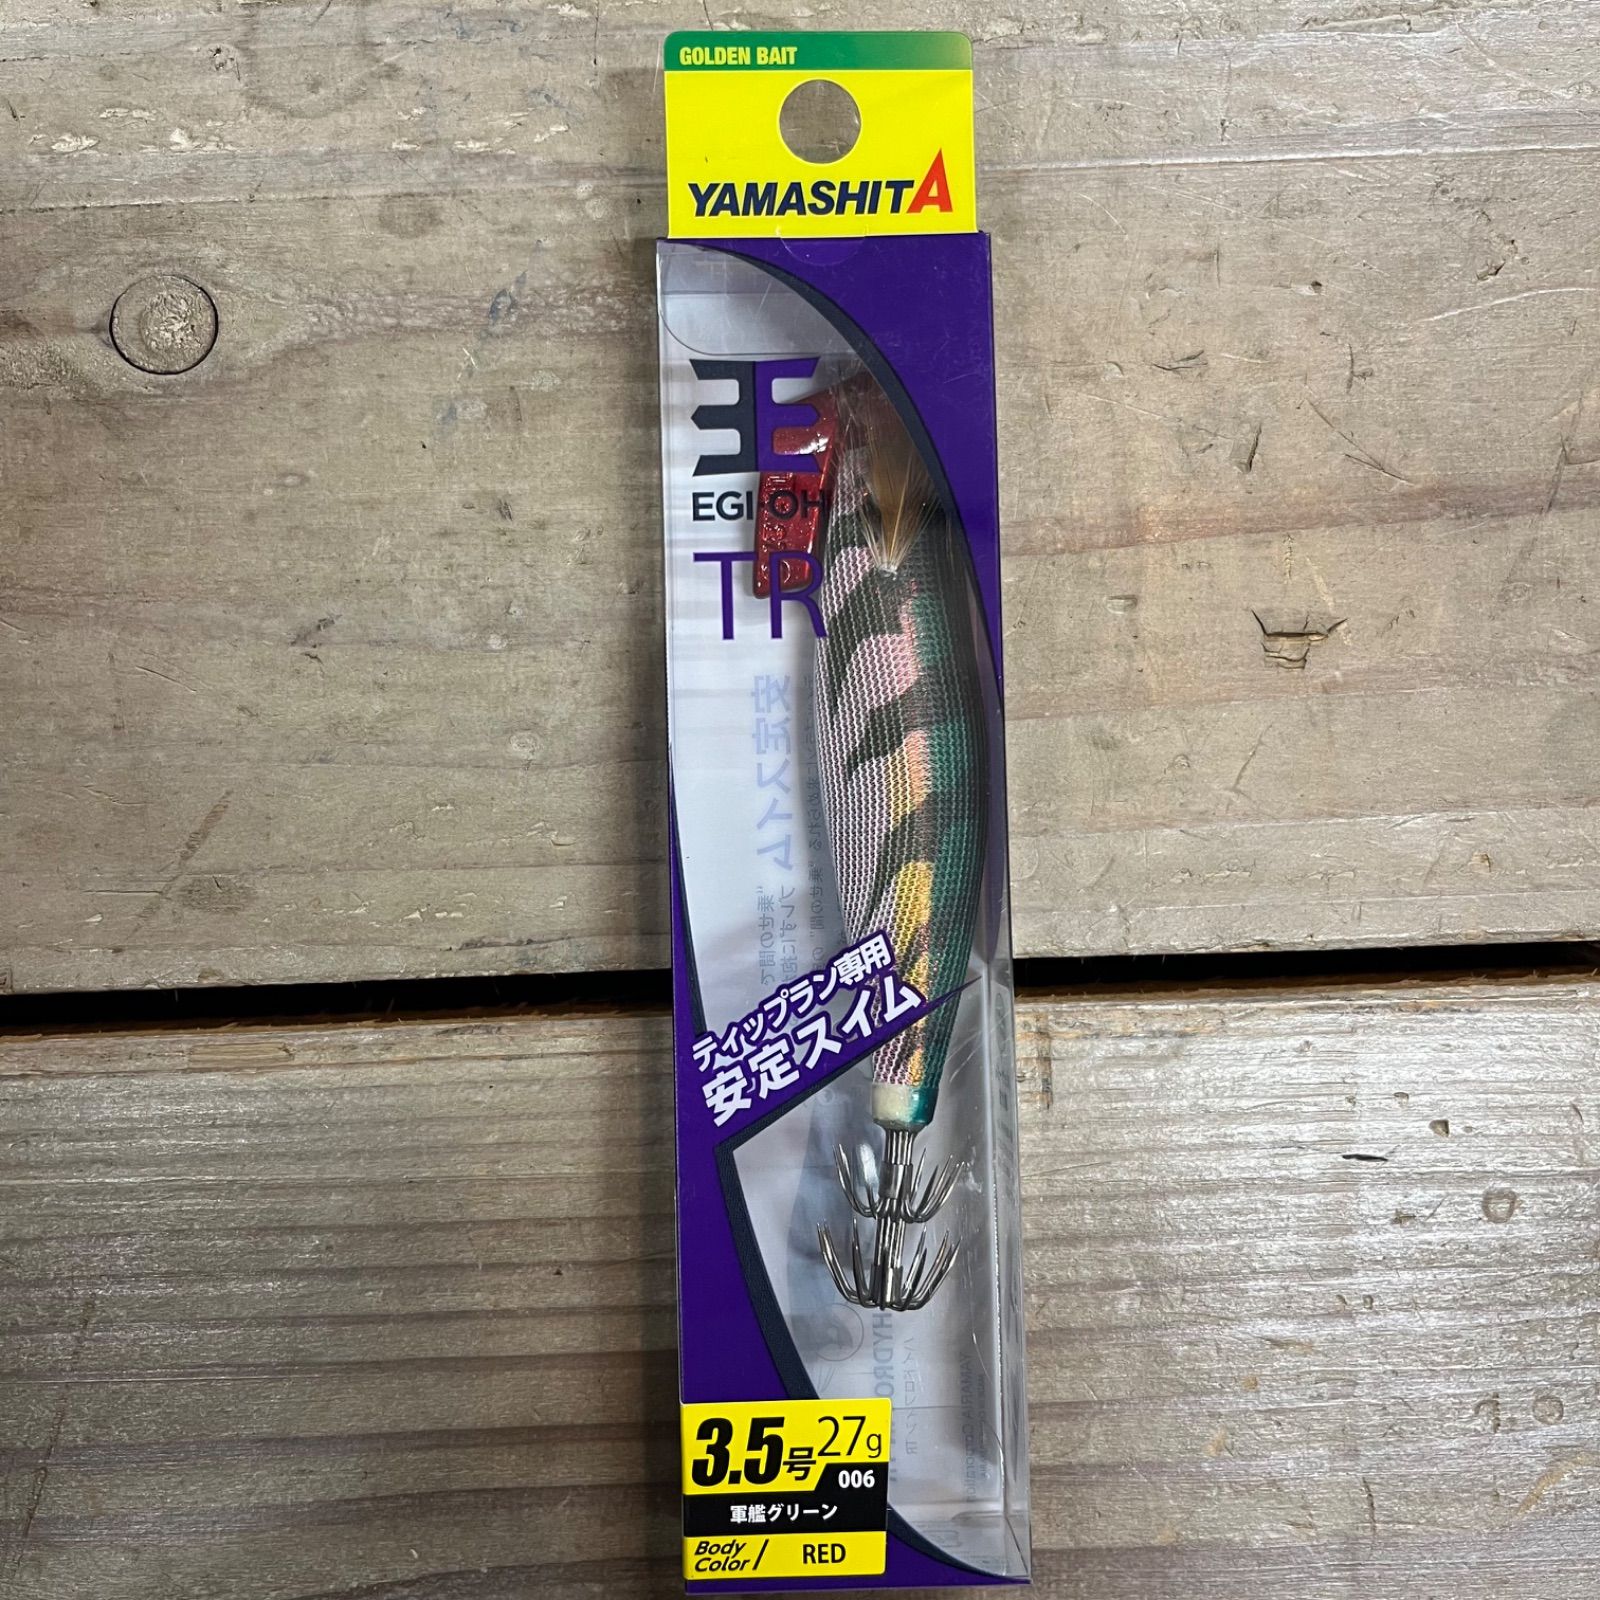 GOLDEN BAIT
YAMASHITA
EGI-OH
TR
ティップラン専用
安定スイム
3.5号 27g
006
軍艦グリーン
Body Color / RED